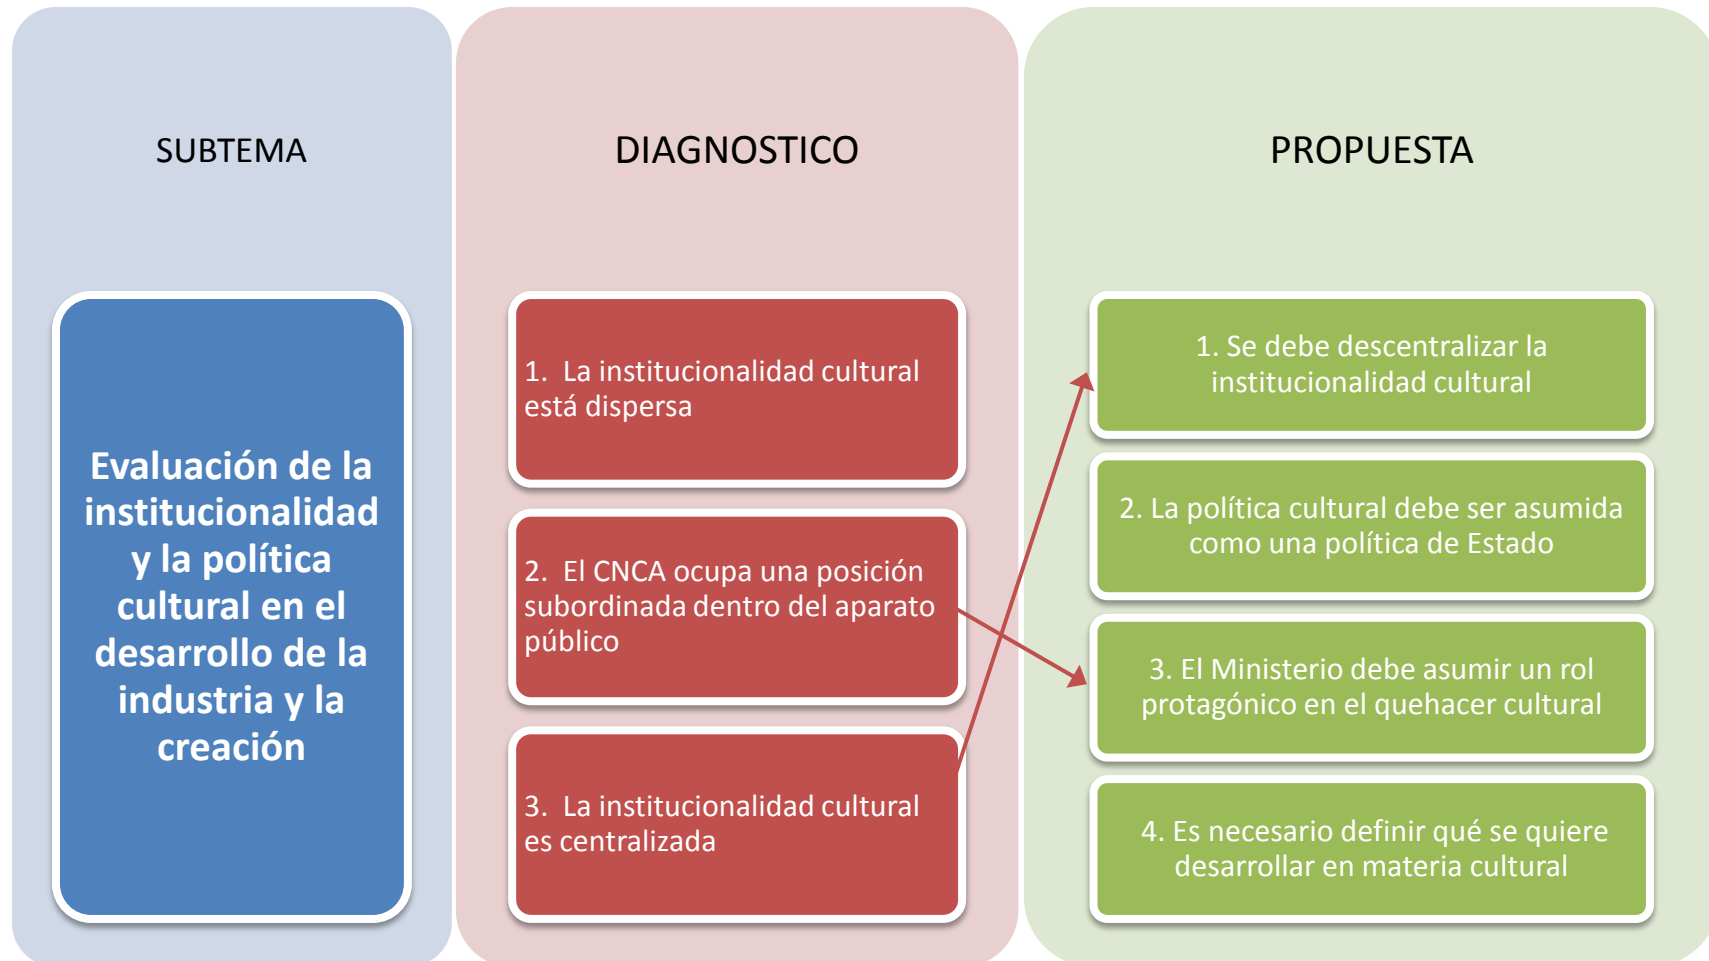 SUBTEMA
DIAGNOSTICO
PROPUESTA
Evaluación de la
institucionalidad
y la política
cultural en el
desarrollo de la
industria y la
creación
1. La institucionalidad cultural
está dispersa
2. El CNCA ocupa una posición
subordinada dentro del aparato
público
3. La institucionalidad cultural
es centralizada
1. Se debe descentralizar la
institucionalidad cultural
2. La política cultural debe ser asumida
como una política de Estado
3. El Ministerio debe asumir un rol
protagónico en el quehacer cultural
4. Es necesario definir qué se quiere
desarrollar en materia cultural